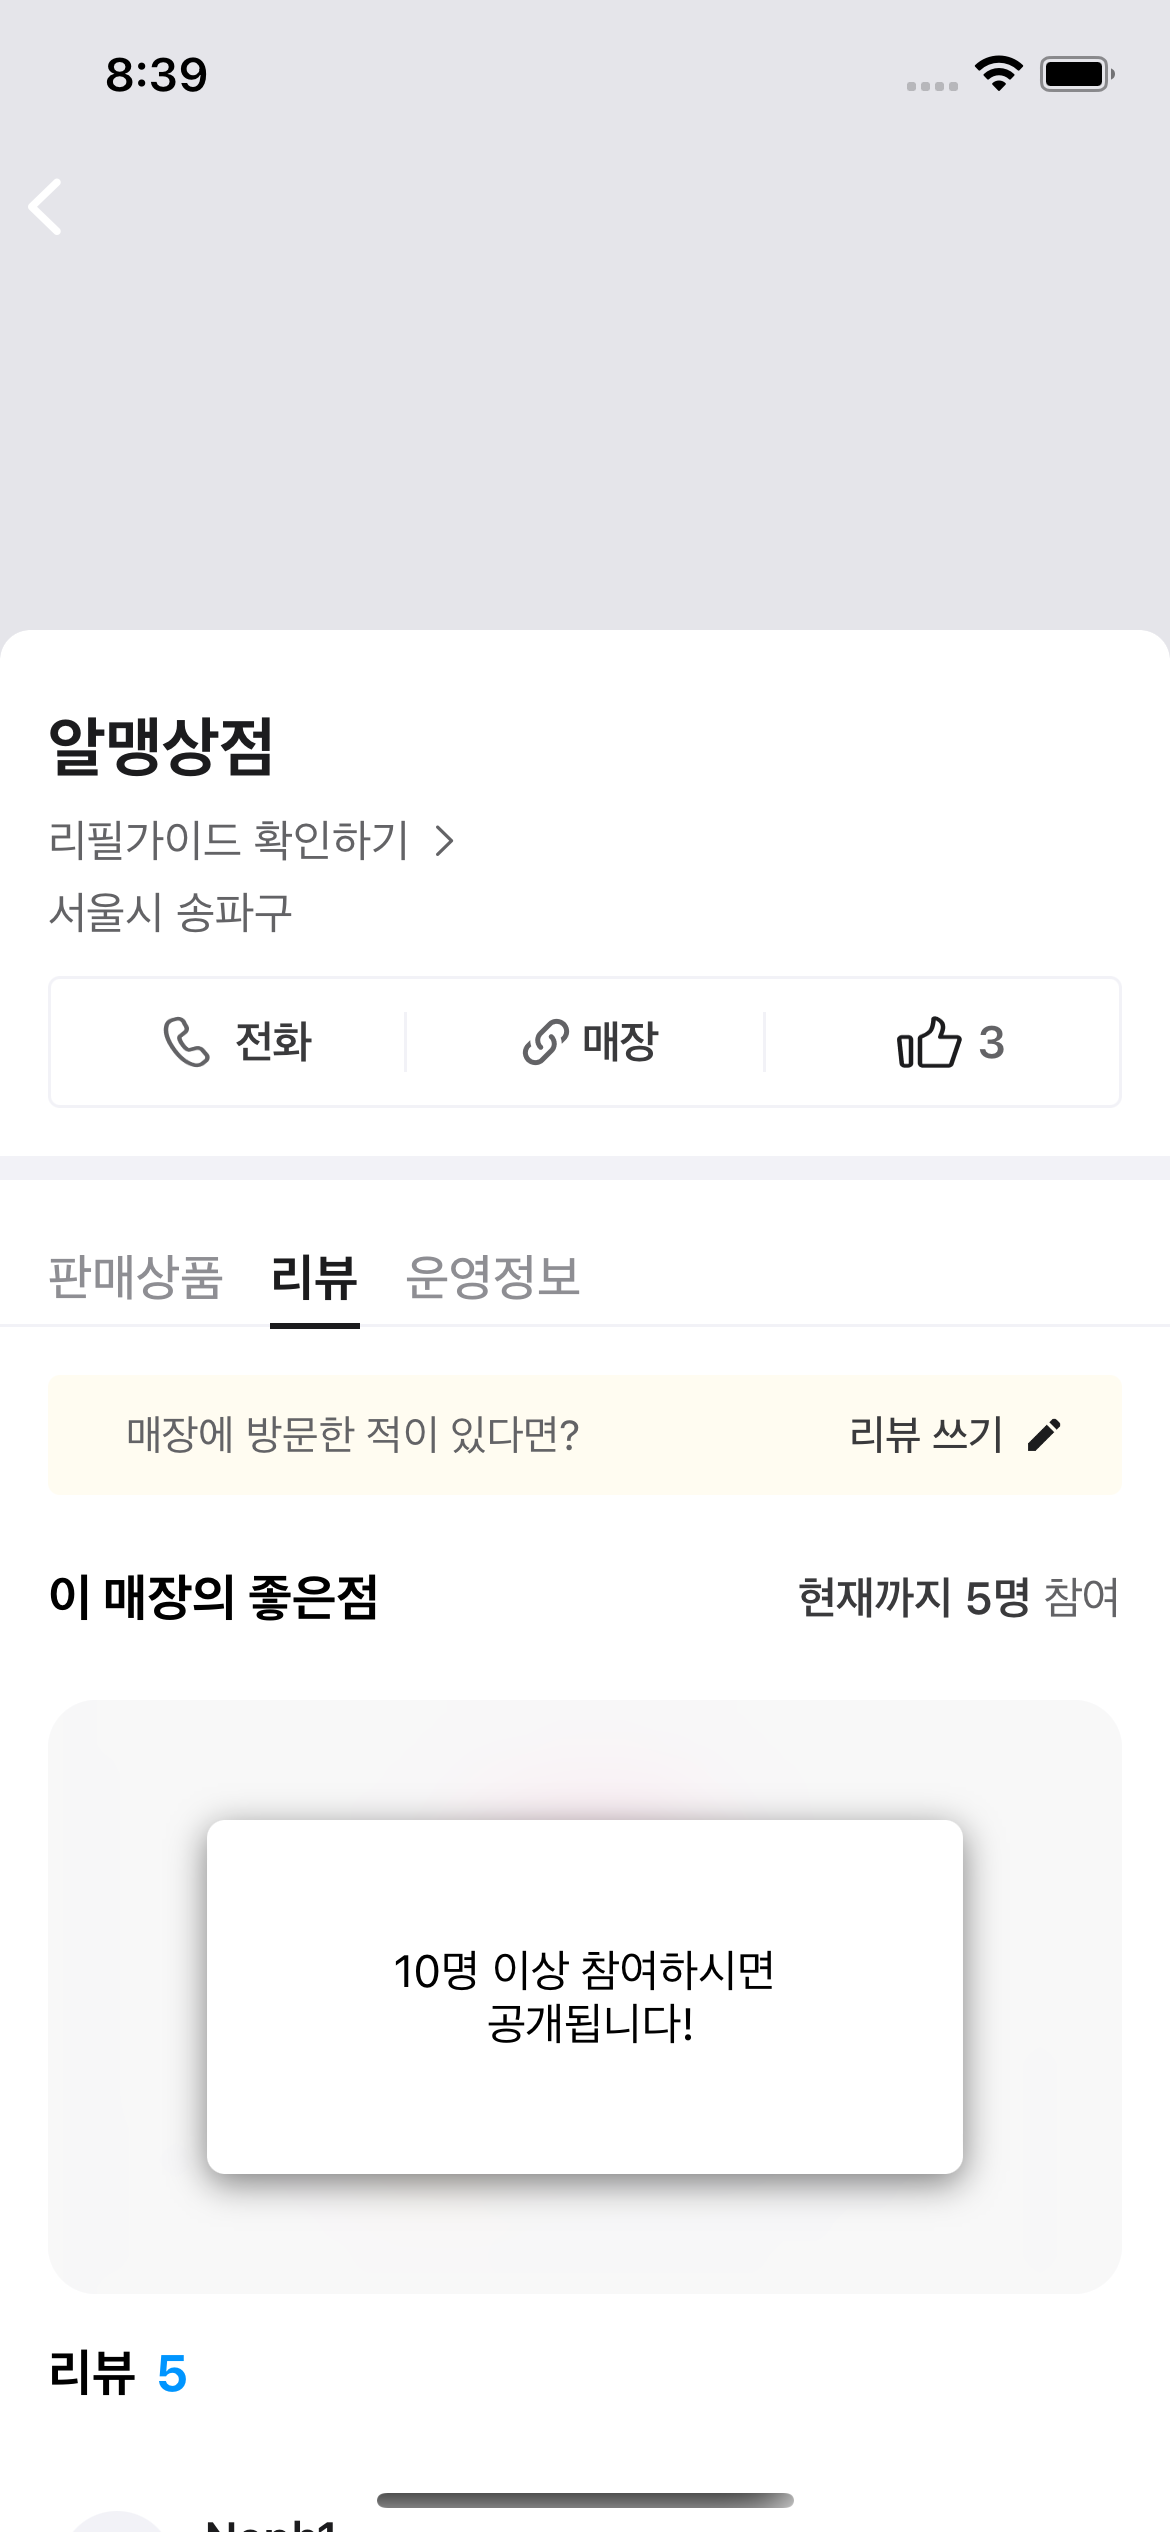 8:39
알맹상점
리필가이드 확인하기
서울시 송파구
전화
매장
3
판매상품 리뷰 운영정보
매장에 방문한 적이 있다면? 리뷰 쓰기
이 매장의 좋은점 현재까지 5명 참여
10명 이상 참여하시면
공개됩니다!
리뷰 5